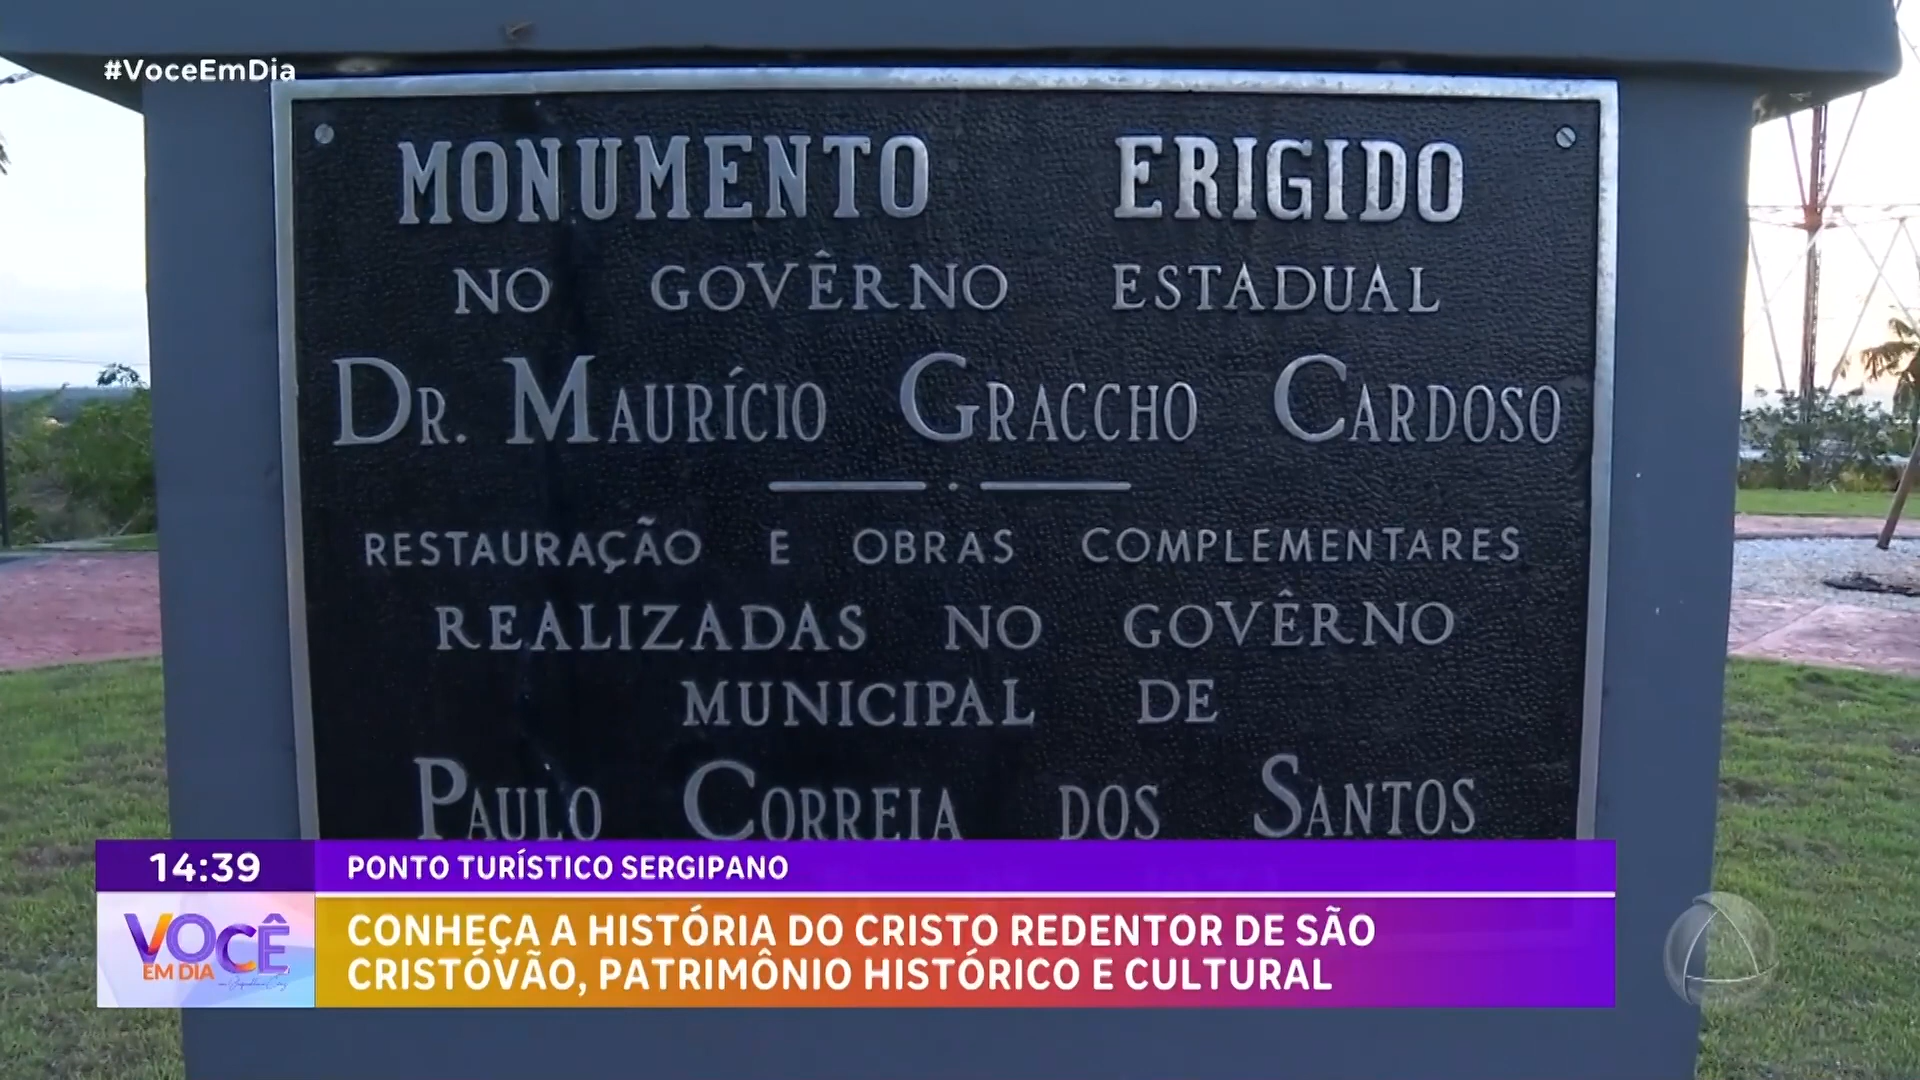 #VoceEmDia
MONUMENTO ERIGIDO
NO GOVÊRNO ESTADUAL
DR. MAURÍCIO GRACCHO CARDOSO
RESTAURAÇÃO E OBRAS COMPLEMENTARES
REALIZADAS NO GOVÊRNO
MUNICIPAL DE
PAULO CORREIA DOS SANTOS
14:39
PONTO TURÍSTICO SERGIPANO
VOCÊ
EM DIA
CONHEÇA A HISTÓRIA DO CRISTO REDENTOR DE SÃO
CRISTÓVÃO, PATRIMÔNIO HISTÓRICO E CULTURAL